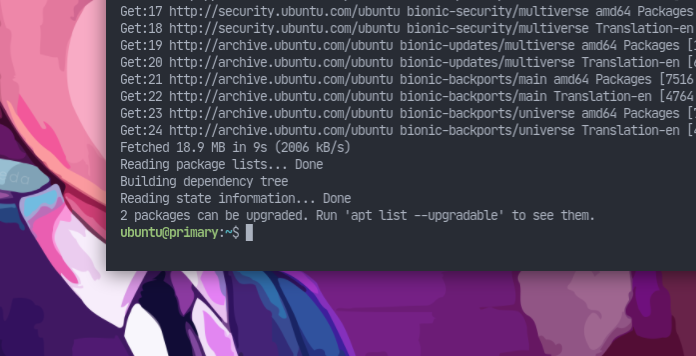 Get:17 http://security.ubuntu.com/ubuntu bionic-security/multiverse amd64 Packages
Get:18 http://security.ubuntu.com/ubuntu bionic-security/multiverse Translation-en
Get:19 http://archive.ubuntu.com/ubuntu bionic-updates/multiverse amd64 Packages [
Get:20 http://archive.ubuntu.com/ubuntu bionic-updates/multiverse Translation-en [
Get:21 http://archive.ubuntu.com/ubuntu bionic-backports/main amd64 Packages [7516
Get:22 http://archive.ubuntu.com/ubuntu bionic-backports/main Translation-en [4764
Get:23 http://archive.ubuntu.com/ubuntu bionic-backports/universe amd64 Packages [
Get:24 http://archive.ubuntu.com/ubuntu bionic-backports/universe Translation-en [
Fetched 18.9 MB in 9s (2006 kB/s)
Reading package lists... Done
Building dependency tree
Reading state information... Done
2 packages can be upgraded. Run 'apt list --upgradable' to see them.
ubuntu@primary:~$